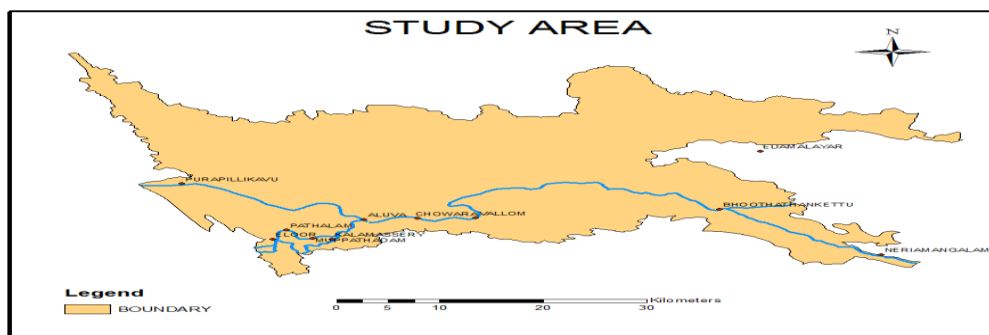 STUDY AREA
N
EDAMALAYAR
PURAPILLIKAVU
BHOOTHATHANKETTU
ALUVA
CHOWARA
VALLOM
PATHALAM
ELOOR
KALAMASSERY
MUPPATHADAM
NERIAMANGALAM
Legend
BOUNDARY
0 5 10 20 30
Kilometers